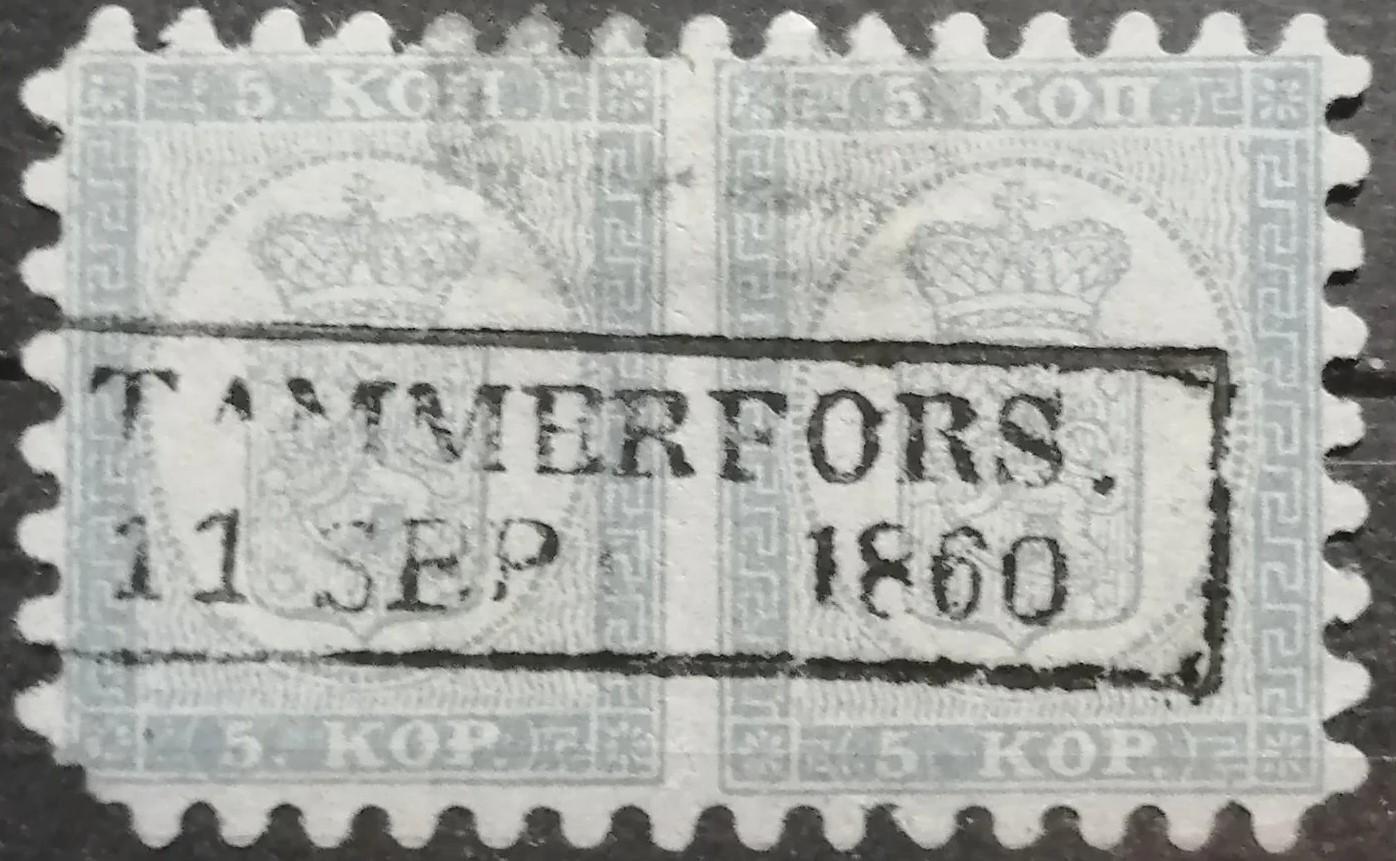 5. КОП. 5. КОП.
TAMMERFORS.
11 SEP 1860
5. KOP. 5. KOP.